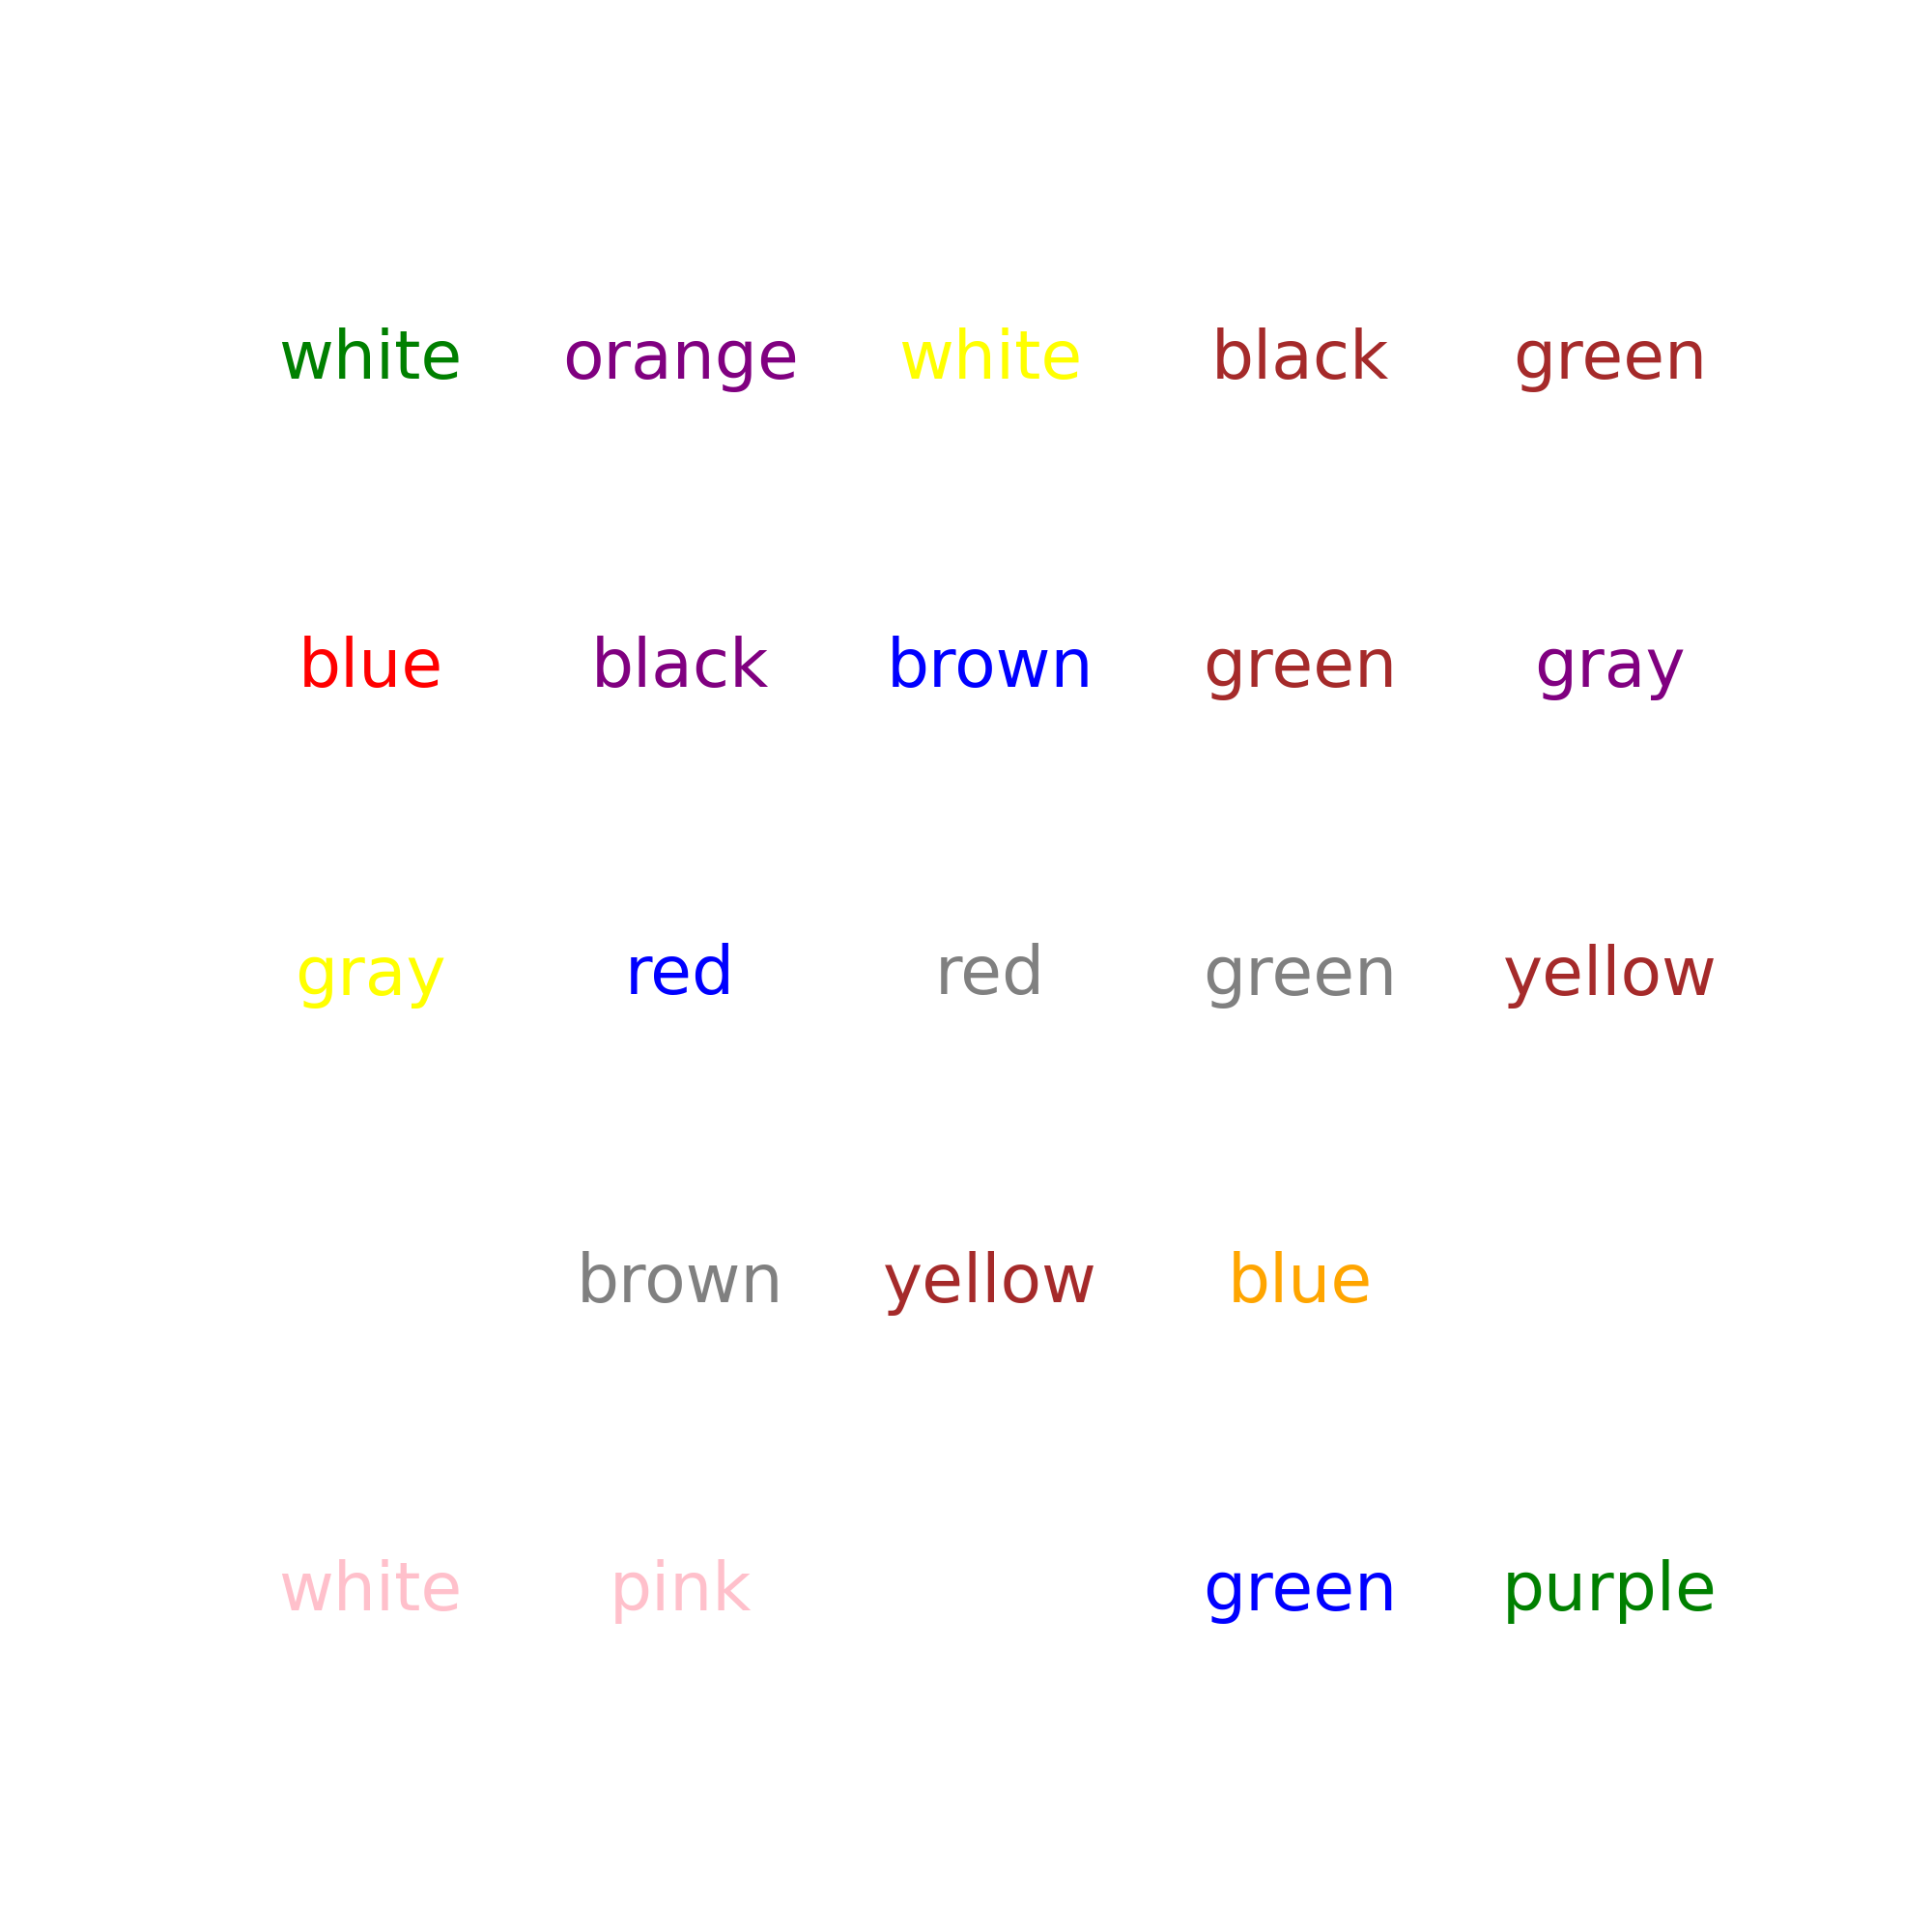 white orange white black green
blue black brown green gray
gray red red green yellow
brown yellow blue
white pink green purple